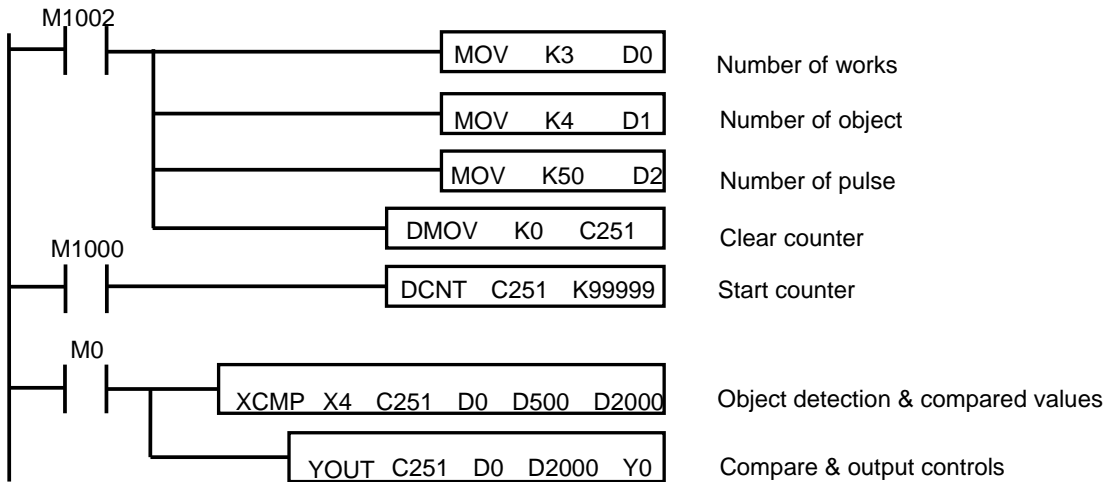 M1002
MOV K3 D0 Number of works
MOV K4 D1 Number of object
MOV K50 D2 Number of pulse
DMOV K0 C251 Clear counter
M1000
DCNT C251 K99999 Start counter
M0
XCMP X4 C251 D0 D500 D2000 Object detection & compared values
YOUT C251 D0 D2000 Y0 Compare & output controls